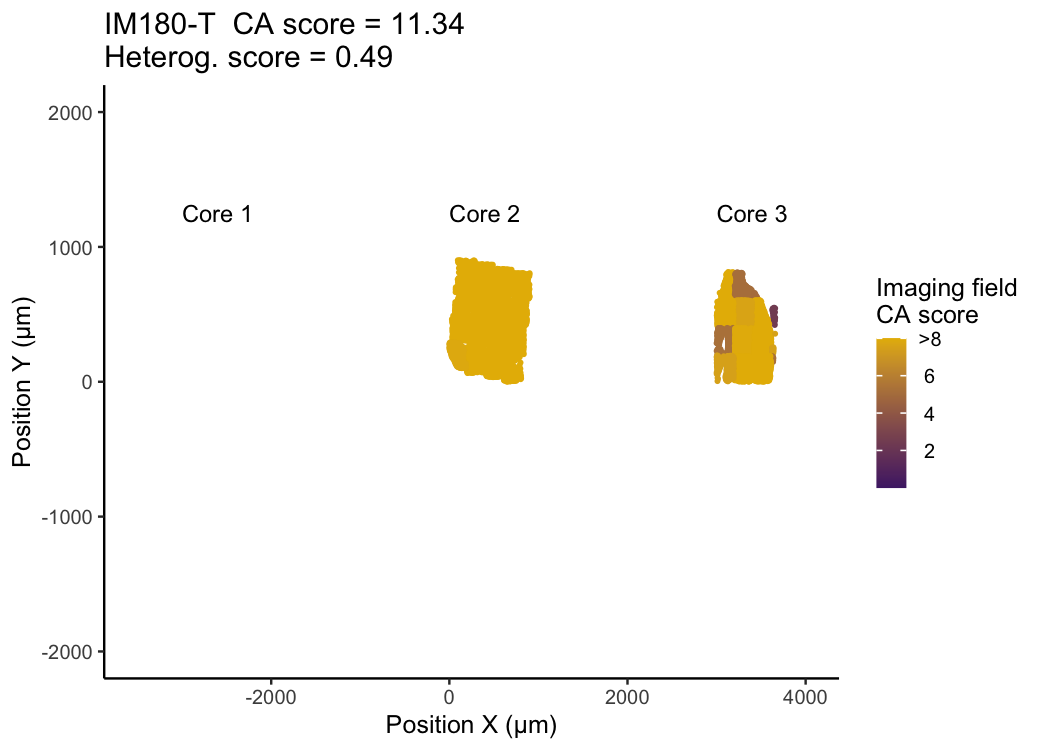 IM180-T  CA score = 11.34
Heterog. score = 0.49
Position Y (µm)
2000
1000
0
-1000
-2000
Core 1
Core 2
Core 3
-2000
0
2000
4000
Position X (µm)
Imaging field
CA score
>8
6
4
2